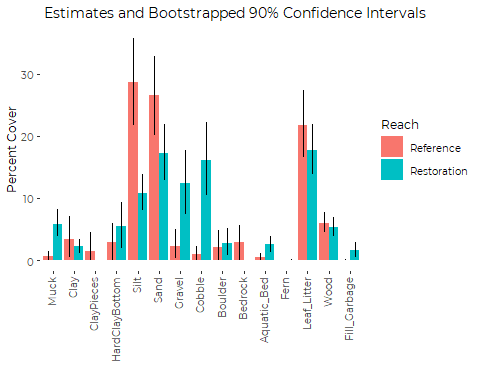 Estimates and Bootstrapped 90% Confidence Intervals
Percent Cover
30
20
10
0
Muck
Clay
ClayPieces
HardClayBottom
Silt
Sand
Gravel
Cobble
Boulder
Bedrock
Aquatic_Bed
Fern
Leaf_Litter
Wood
Fill_Garbage
Reach
Reference
Restoration